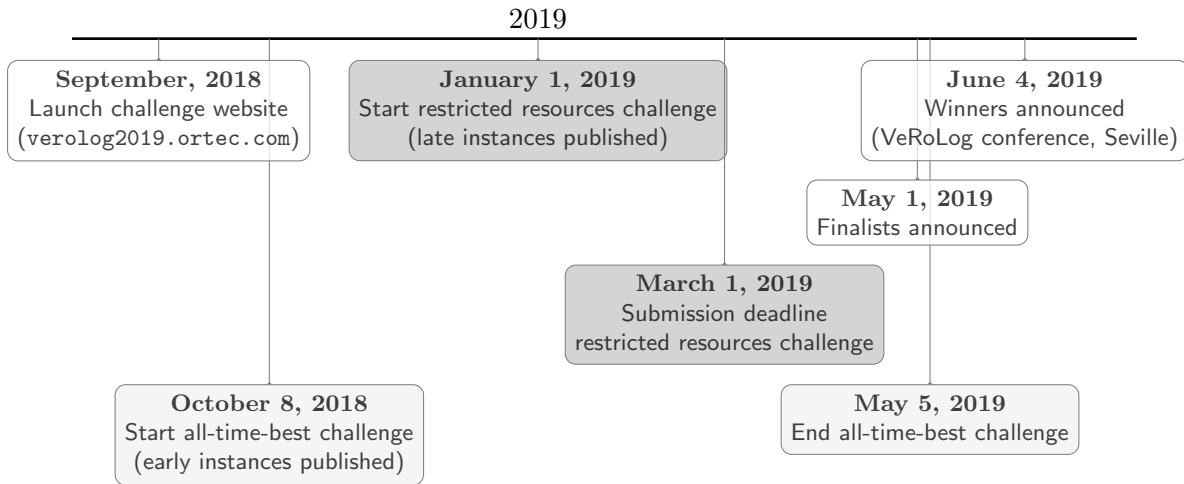 2019
September, 2018
Launch challenge website
(verolog2019.ortec.com)
January 1, 2019
Start restricted resources challenge
(late instances published)
June 4, 2019
Winners announced
(VeRoLog conference, Seville)
May 1, 2019
Finalists announced
March 1, 2019
Submission deadline
restricted resources challenge
October 8, 2018
Start all-time-best challenge
(early instances published)
May 5, 2019
End all-time-best challenge